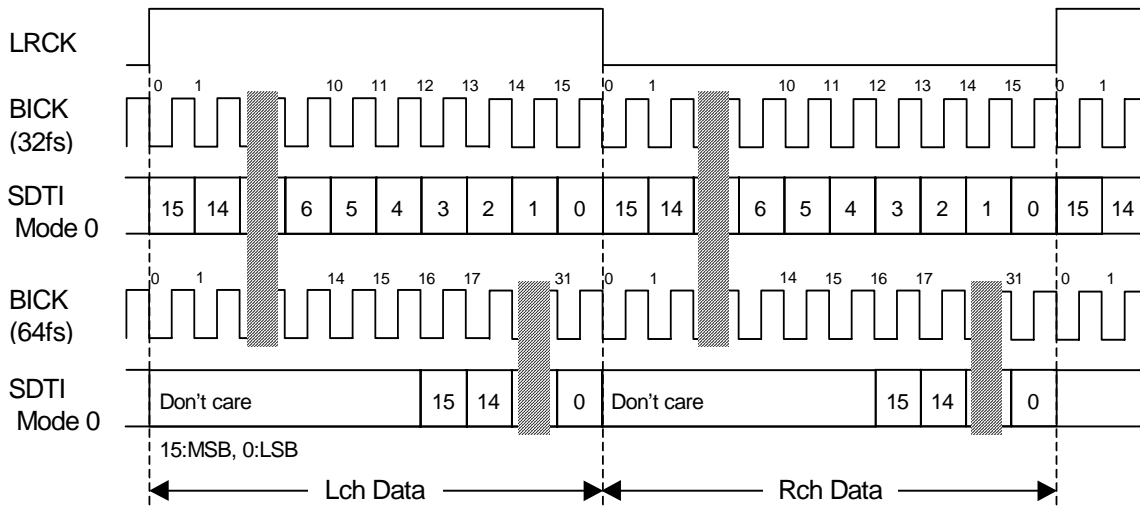 LRCK
0 1 10 11 12 13 14 15 0 1 10 11 12 13 14 15 0 1
BICK
(32fs)
SDTI
Mode 0
15 14 6 5 4 3 2 1 0 15 14 6 5 4 3 2 1 0 15 14
0 1 14 15 16 17 31 0 1 14 15 16 17 31 0 1
BICK
(64fs)
SDTI
Mode 0
Don't care 15 14 0 Don't care 15 14 0
15:MSB, 0:LSB
Lch Data Rch Data